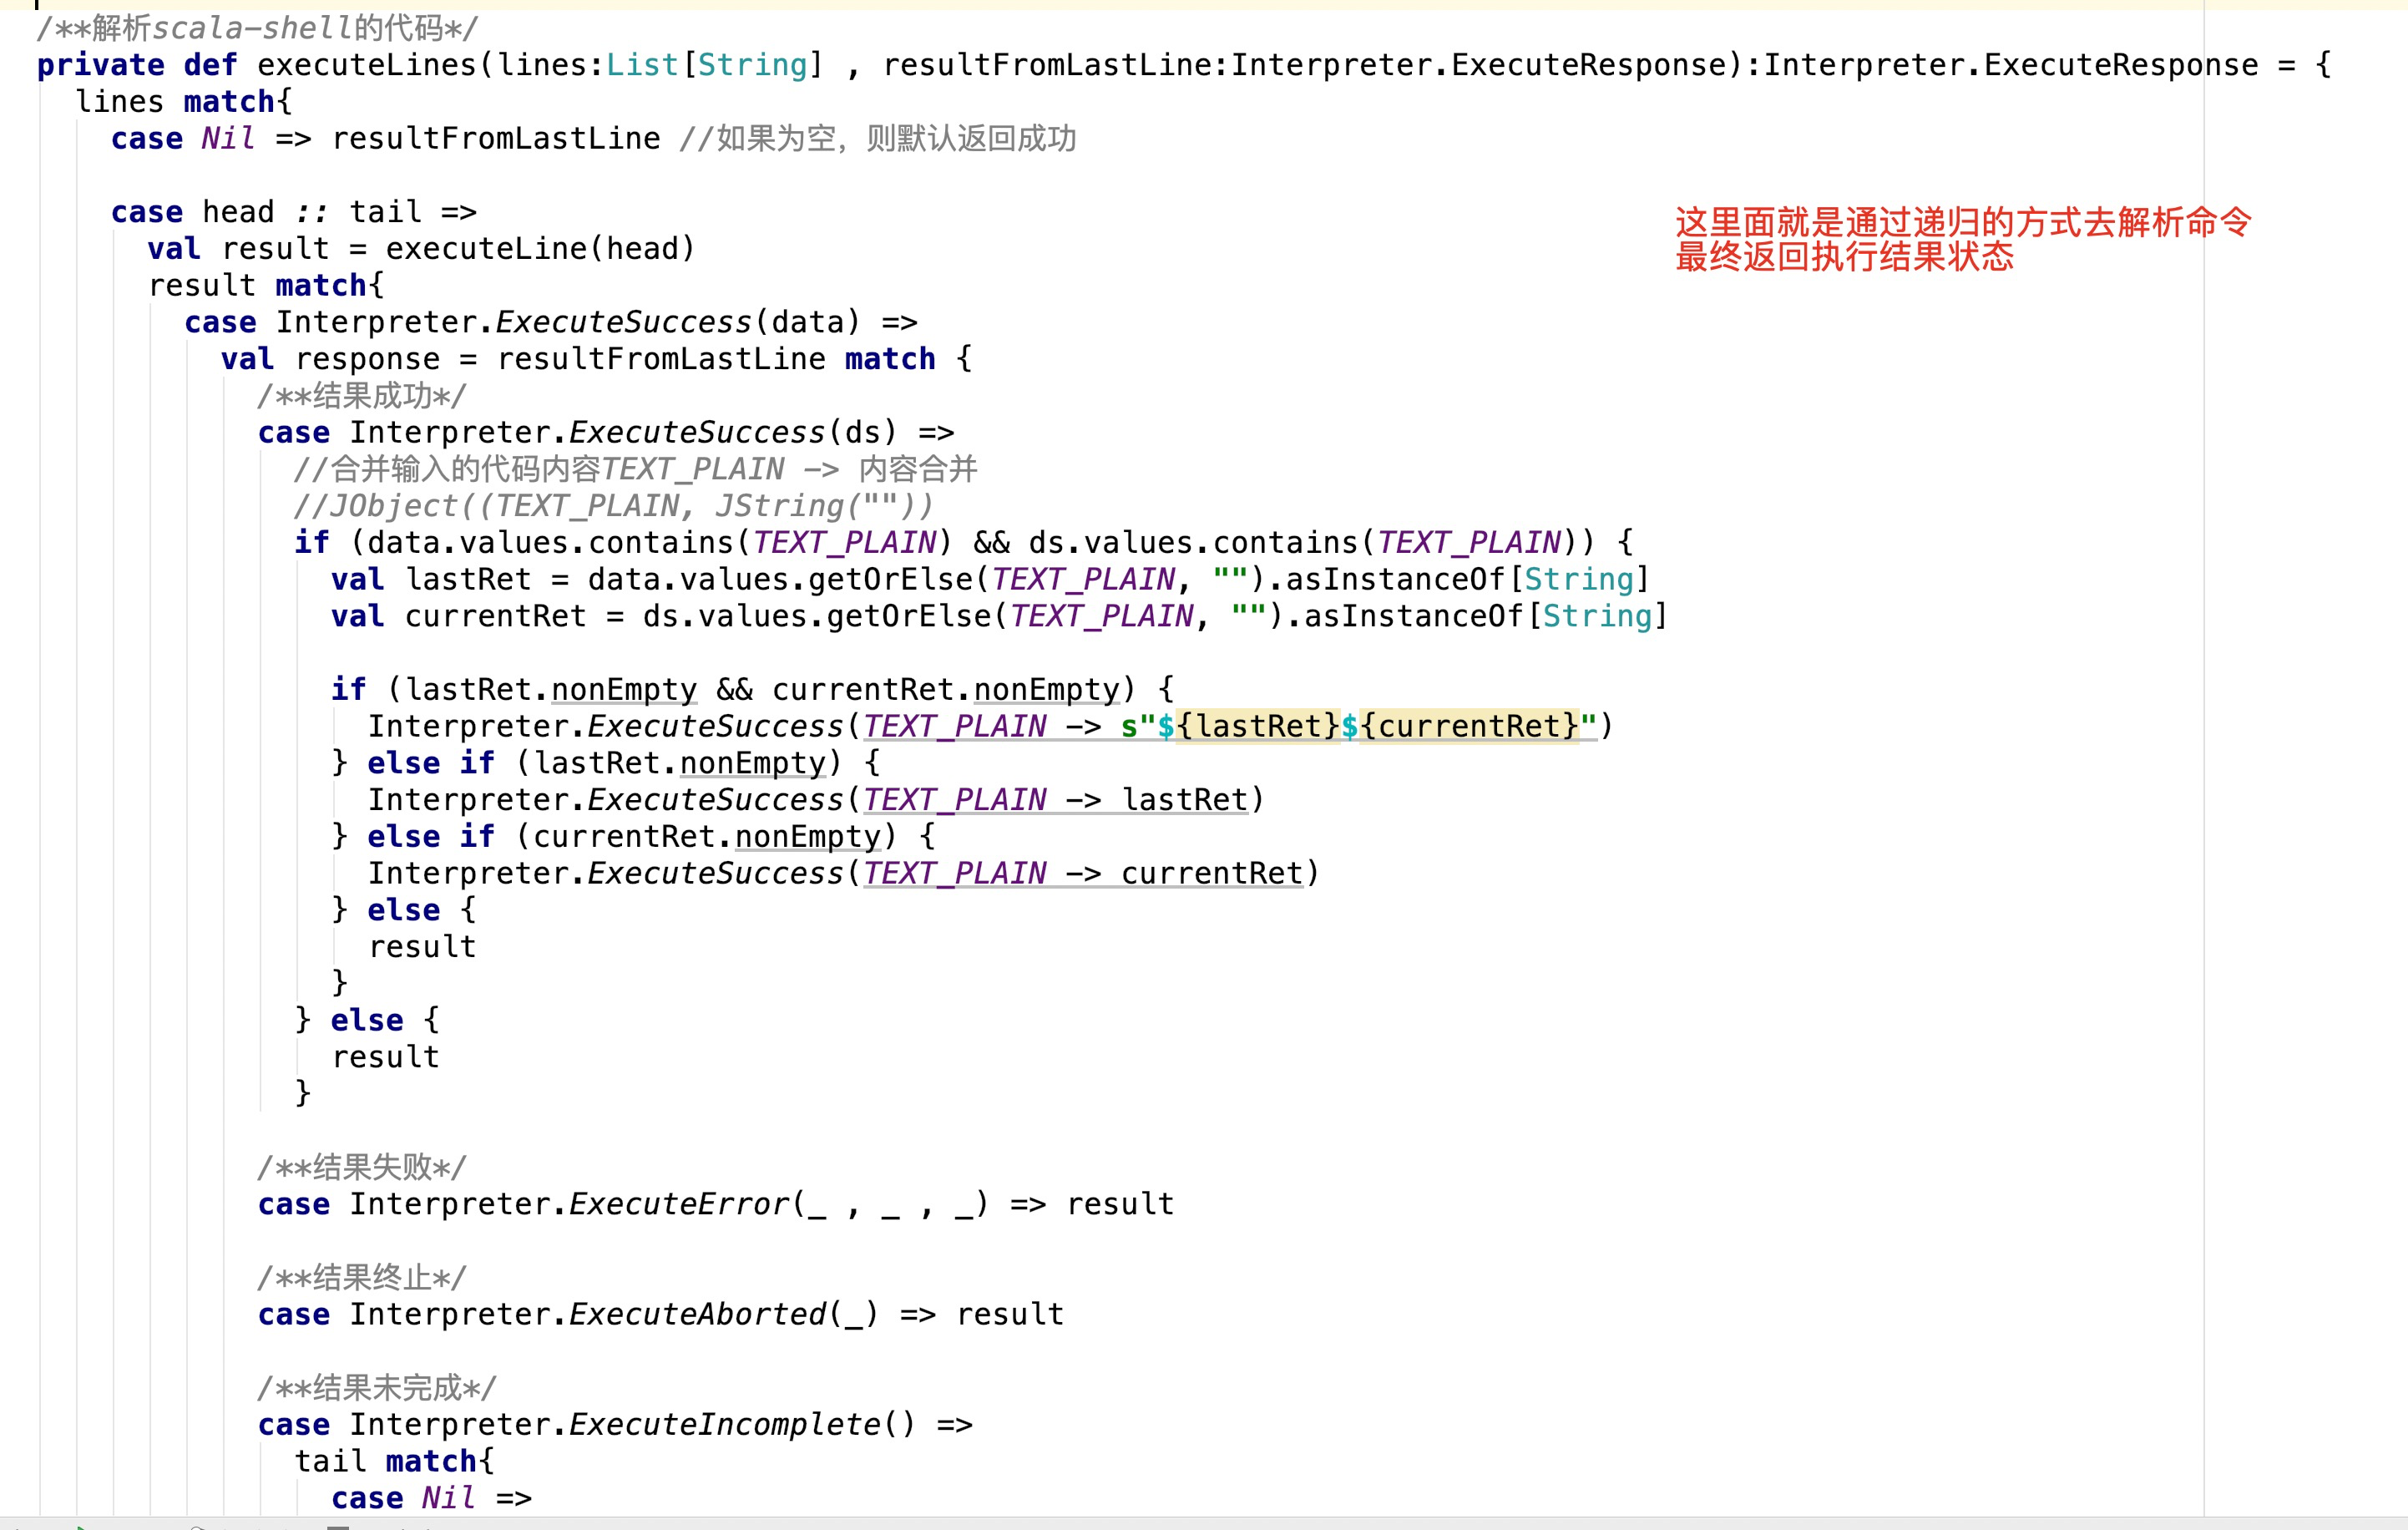 /**解析scala-shell的代码*/
private def executeLines(lines:List[String] , resultFromLastLine:Interpreter.ExecuteResponse):Interpreter.ExecuteResponse = {
lines match{
case Nil => resultFromLastLine //如果为空，则默认返回成功
case head :: tail =>
这里面就是通过递归的方式去解析命令
最终返回执行结果状态
val result = executeLine(head)
result match{
case Interpreter.ExecuteSuccess(data) =>
val response = resultFromLastLine match {
/**结果成功*/
case Interpreter.ExecuteSuccess(ds) =>
//合并输入的代码内容TEXT_PLAIN -> 内容合并
//JObject((TEXT_PLAIN, JString(""))
if (data.values.contains(TEXT_PLAIN) && ds.values.contains(TEXT_PLAIN)) {
val lastRet = data.values.getOrElse(TEXT_PLAIN, "").asInstanceOf[String]
val currentRet = ds.values.getOrElse(TEXT_PLAIN, "").asInstanceOf[String]
if (lastRet.nonEmpty && currentRet.nonEmpty) {
Interpreter.ExecuteSuccess(TEXT_PLAIN -> s"${lastRet}${currentRet}")
} else if (lastRet.nonEmpty) {
Interpreter.ExecuteSuccess(TEXT_PLAIN -> lastRet)
} else if (currentRet.nonEmpty) {
Interpreter.ExecuteSuccess(TEXT_PLAIN -> currentRet)
} else {
result
}
} else {
result
}
/**结果失败*/
case Interpreter.ExecuteError(_ , _ , _) => result
/**结果终止*/
case Interpreter.ExecuteAborted(_) => result
/**结果未完成*/
case Interpreter.ExecuteIncomplete() =>
tail match{
case Nil =>